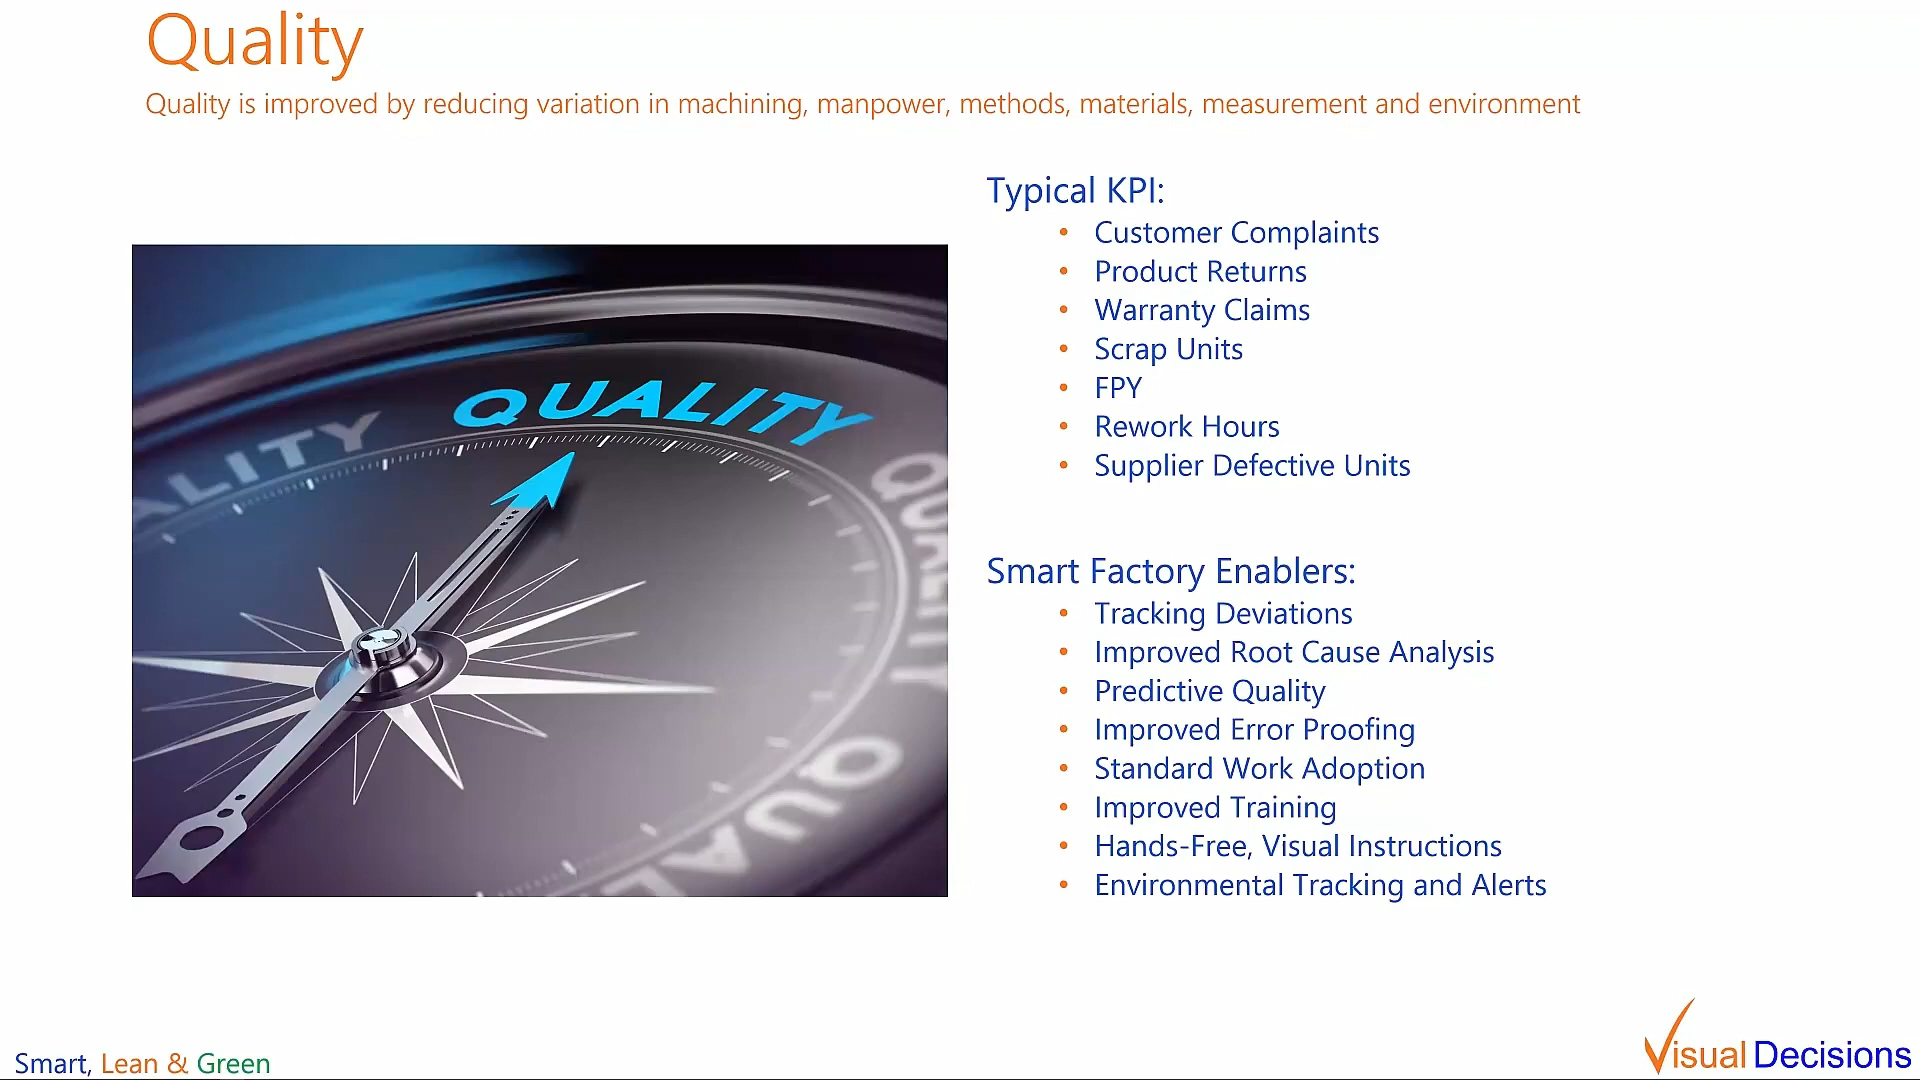 Quality
Quality is improved by reducing variation in machining, manpower, methods, materials, measurement and environment
QUALITY
ALITY
QUALITY
QUAL
Typical KPI:
• Customer Complaints
• Product Returns
• Warranty Claims
• Scrap Units
• FPY
• Rework Hours
• Supplier Defective Units
Smart Factory Enablers:
• Tracking Deviations
• Improved Root Cause Analysis
• Predictive Quality
• Improved Error Proofing
• Standard Work Adoption
• Improved Training
• Hands-Free, Visual Instructions
• Environmental Tracking and Alerts
Smart, Lean & Green
Visual Decisions